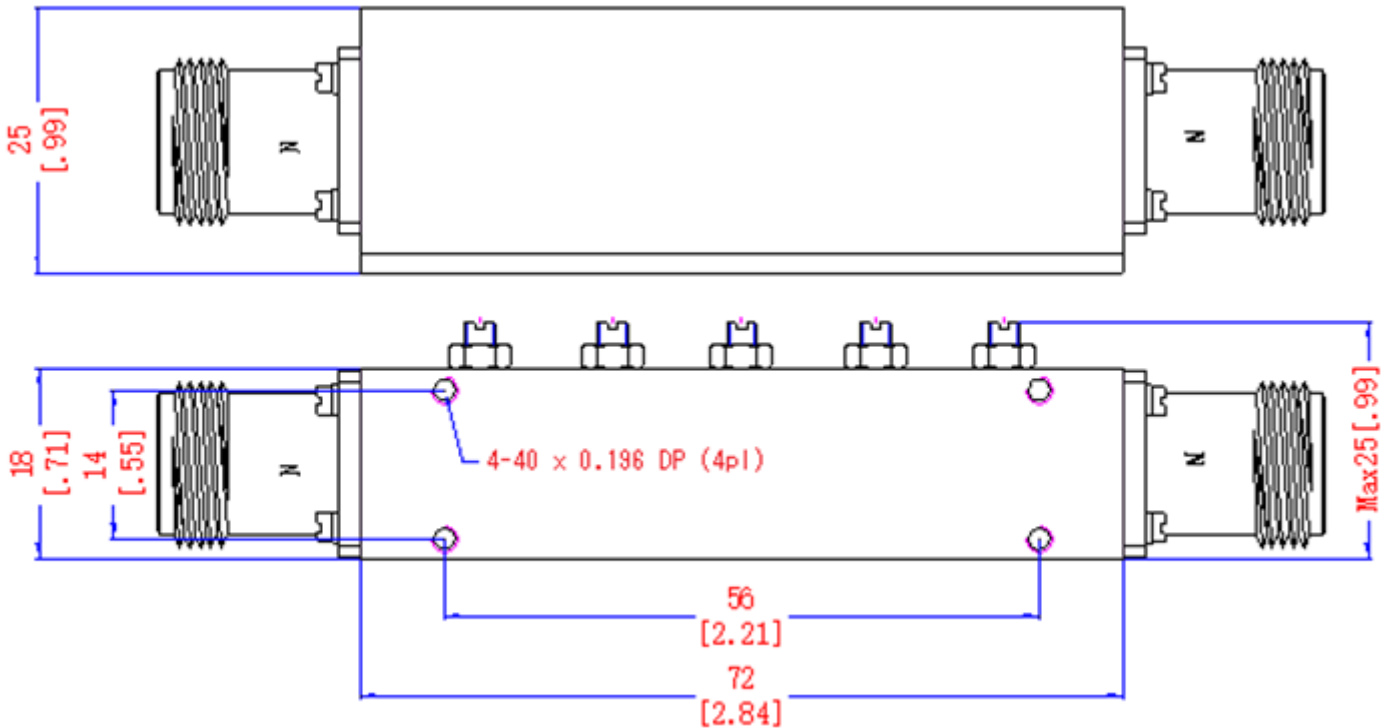 25
[.99]
N
N
18
[.71]
14
[.55]
N
4-40 x 0.196 DP (4pl)
N
Max25[.99]
56
[2.21]
72
[2.84]